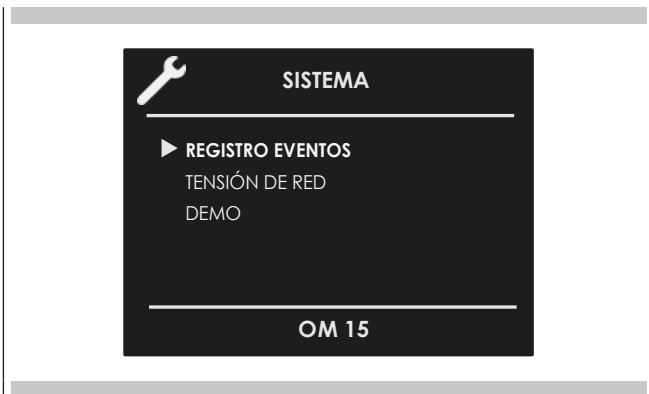 SISTEMA
REGISTRO EVENTOS
TENSIÓN DE RED
DEMO
OM 15